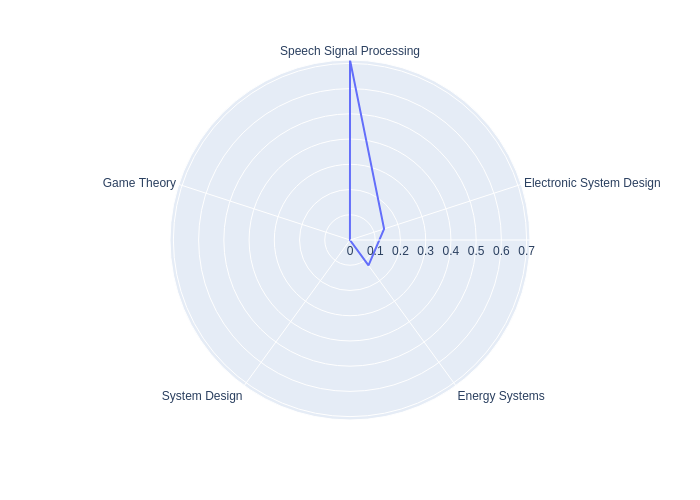 Speech Signal Processing
Game Theory
Electronic System Design
0 0.1 0.2 0.3 0.4 0.5 0.6 0.7
System Design
Energy Systems